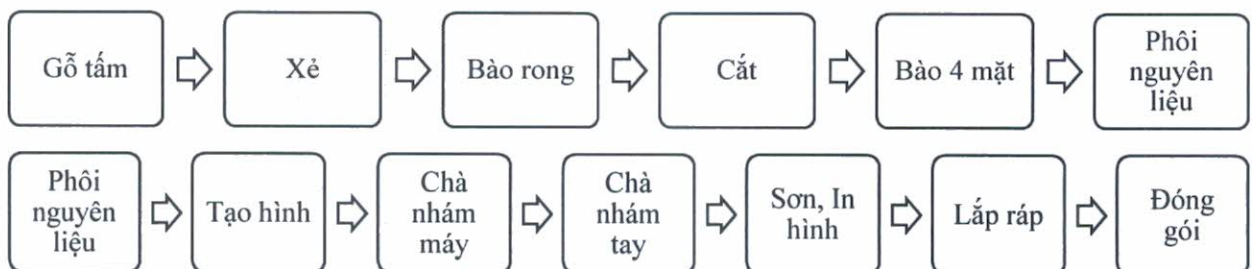 Gỗ tấm
Xẻ
Bào rong
Cắt
Bào 4 mặt
Phôi
nguyên
liệu
Phôi
nguyên
liệu
Tạo hình
Chà
nhám
máy
Chà
nhám
tay
Sơn, In
hình
Lắp ráp
Đóng
gói